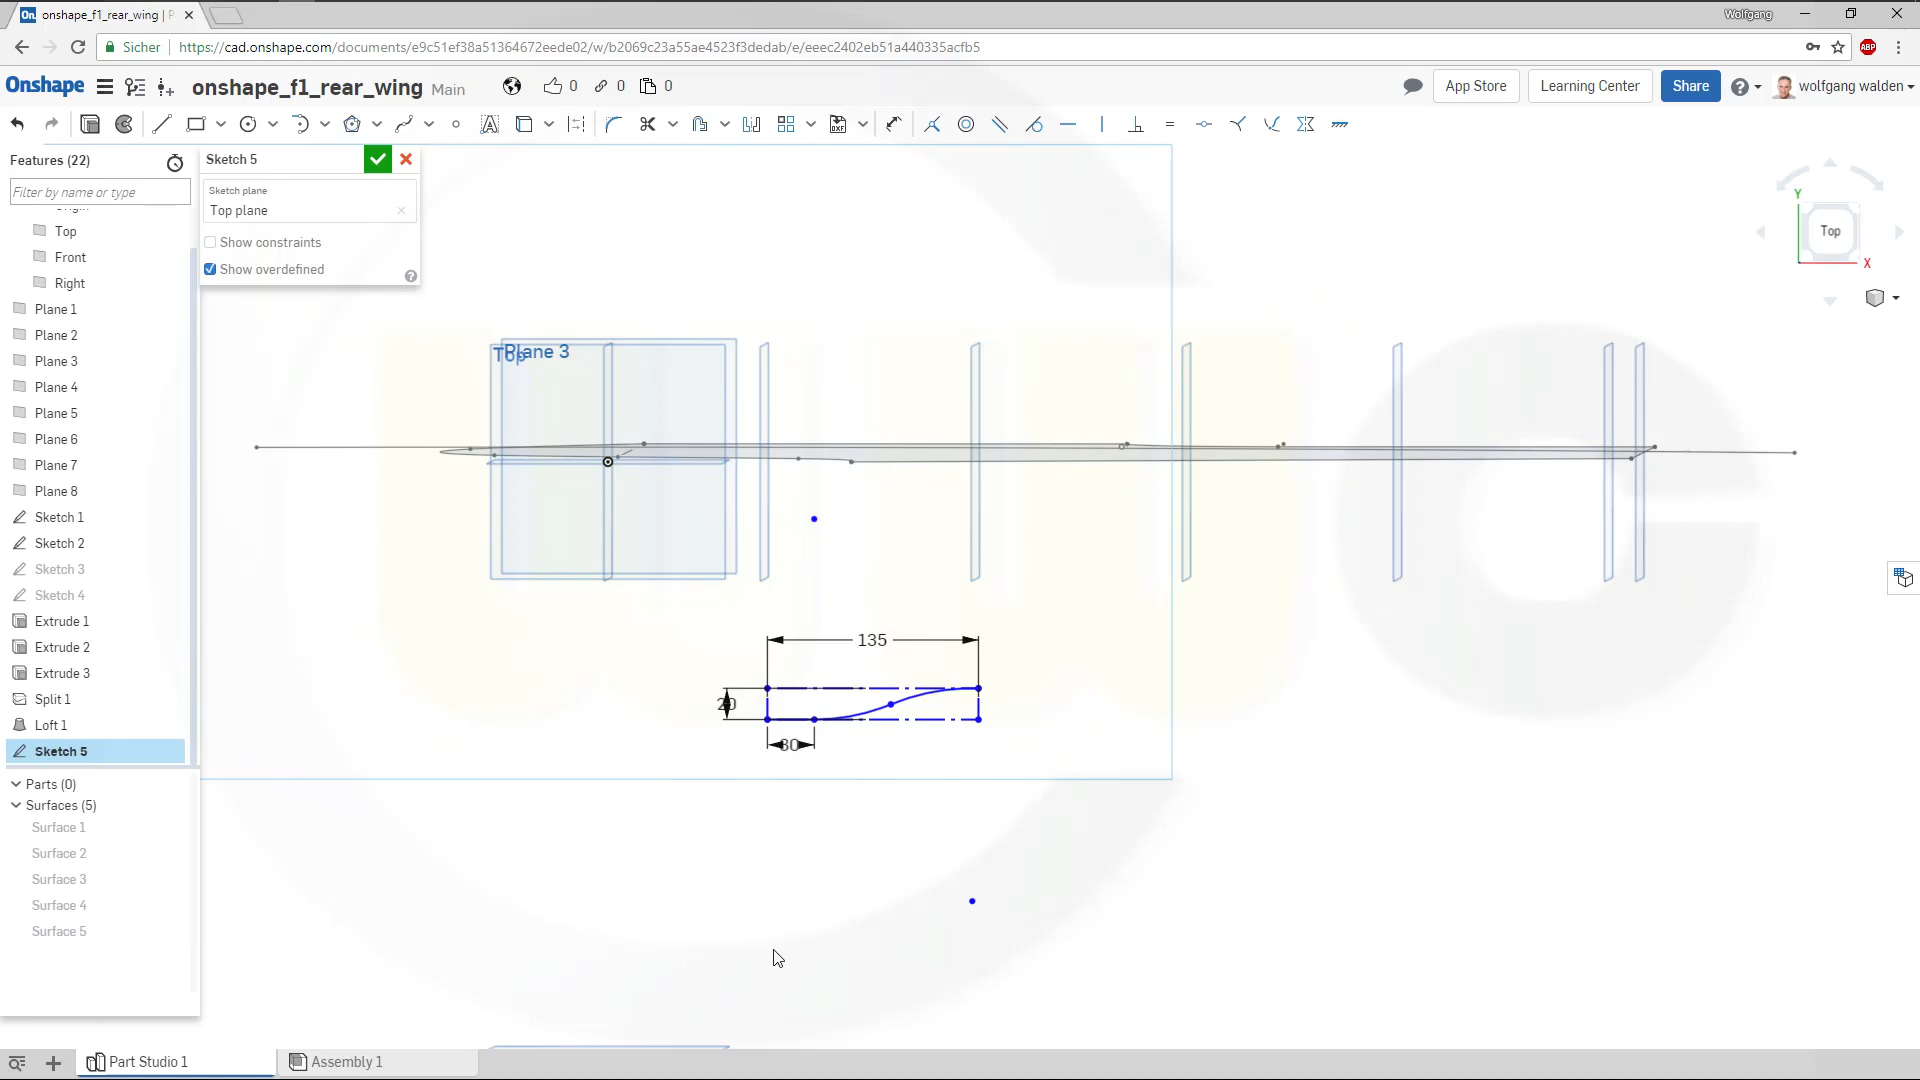 onshape_f1_rear_wing | P
Wolfgang
Sicher
https://cad.onshape.com/documents/e9c51ef38a51364672eede02/w/b2069c23a55ae4523f3dedab/e/eeec2402eb51a440335acfb5
ABP
Onshape
onshape_f1_rear_wing Main
0
0
0
App Store
Learning Center
Share
wolfgang walden
Features (22)
Filter by name or type
Origin
Top
Front
Right
Plane 1
Plane 2
Plane 3
Plane 4
Plane 5
Plane 6
Plane 7
Plane 8
Sketch 1
Sketch 2
Sketch 3
Sketch 4
Extrude 1
Extrude 2
Extrude 3
Split 1
Loft 1
Sketch 5
Parts (0)
Surfaces (5)
Surface 1
Surface 2
Surface 3
Surface 4
Surface 5
Sketch 5
Sketch plane
Top plane
Show constraints
Show overdefined
Top
Plane 3
135
20
30
Y
Top
X
Part Studio 1
Assembly 1